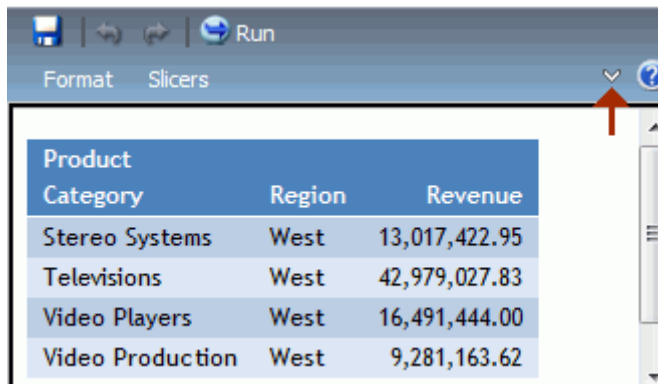 Run
Format Slicers
?
Product
Category Region Revenue
Stereo Systems West 13,017,422.95
Televisions West 42,979,027.83
Video Players West 16,491,444.00
Video Production West 9,281,163.62